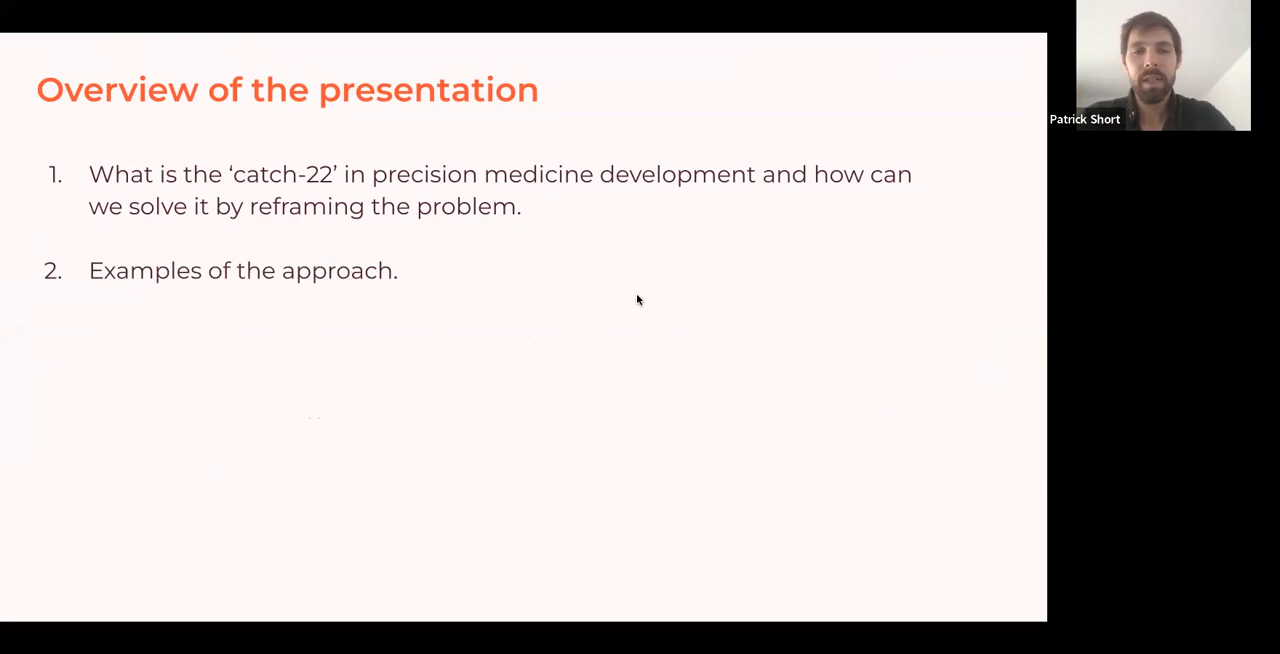 Overview of the presentation
1. What is the ‘catch-22’ in precision medicine development and how can
we solve it by reframing the problem.
2. Examples of the approach.
Patrick Short